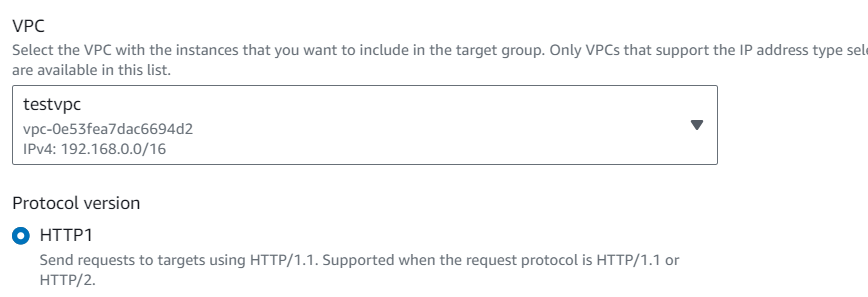 VPC
Select the VPC with the instances that you want to include in the target group. Only VPCs that support the IP address type
are available in this list.
testvpc
vpc-0e53fea7dac6694d2
IPv4: 192.168.0.0/16
Protocol version
HTTP1
Send requests to targets using HTTP/1.1. Supported when the request protocol is HTTP/1.1 or
HTTP/2.